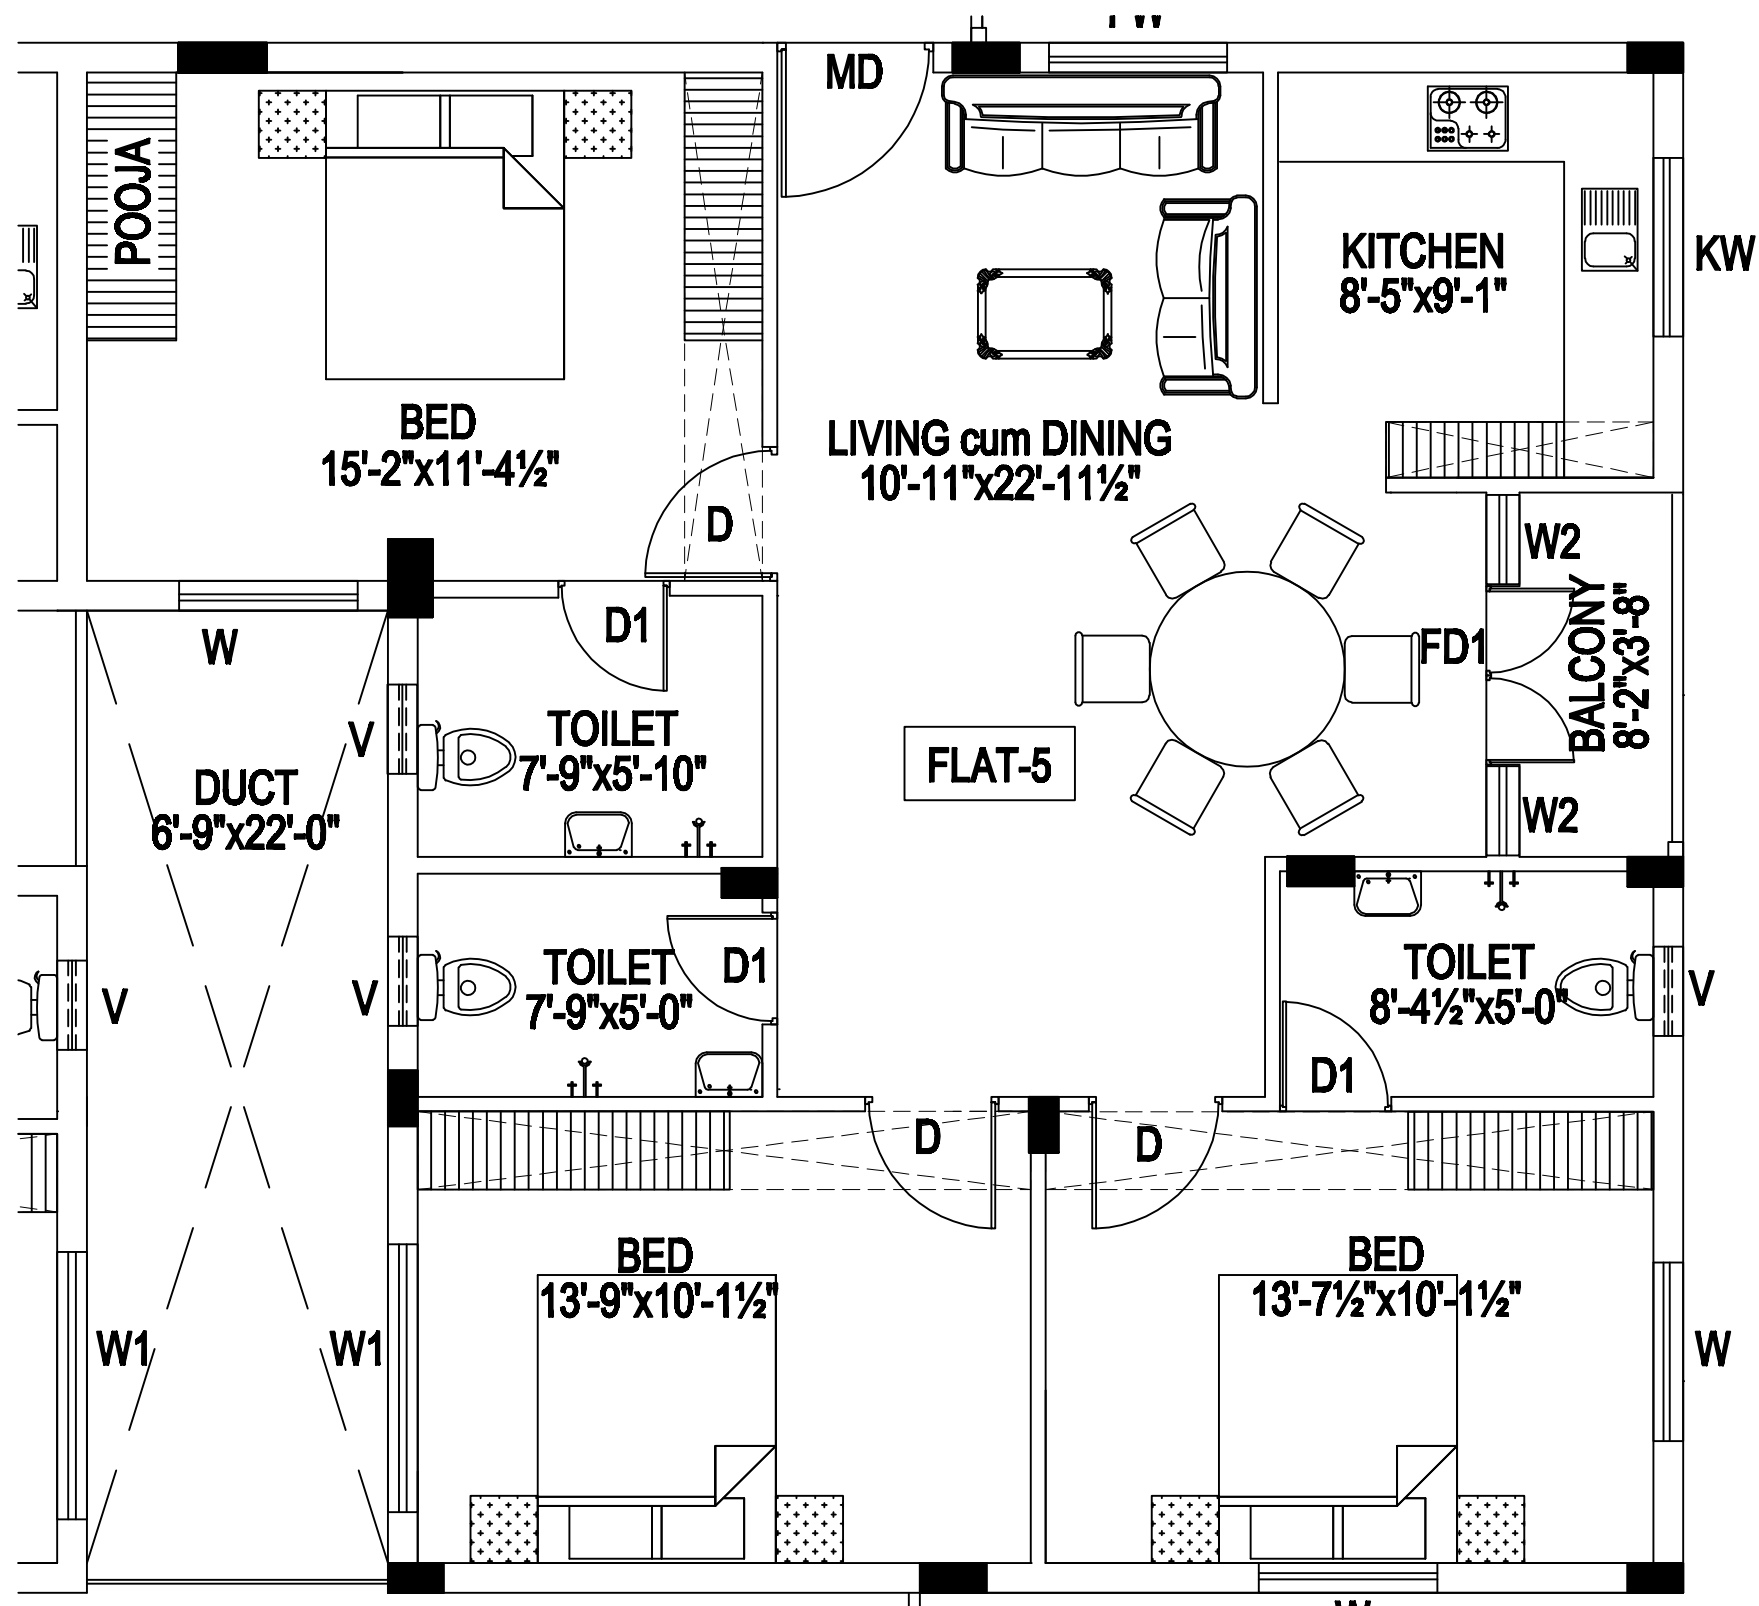 MD
POOJA
KITCHEN
8'-5"x9'-1"
KW
BED
15'-2"x11'-4½"
LIVING cum DINING
10'-11"x22'-11½"
D
W2
D1
W
FD1
BALCONY
8'-2"x3'-8"
V
TOILET
7'-9"x5'-10"
FLAT-5
DUCT
6'-9"x22'-0"
W2
TOILET
7'-9"x5'-0"
D1
TOILET
8'-4½"x5'-0"
V
V
V
D1
D
D
BED
13'-9"x10'-1½"
BED
13'-7½"x10'-1½"
W1
W1
W